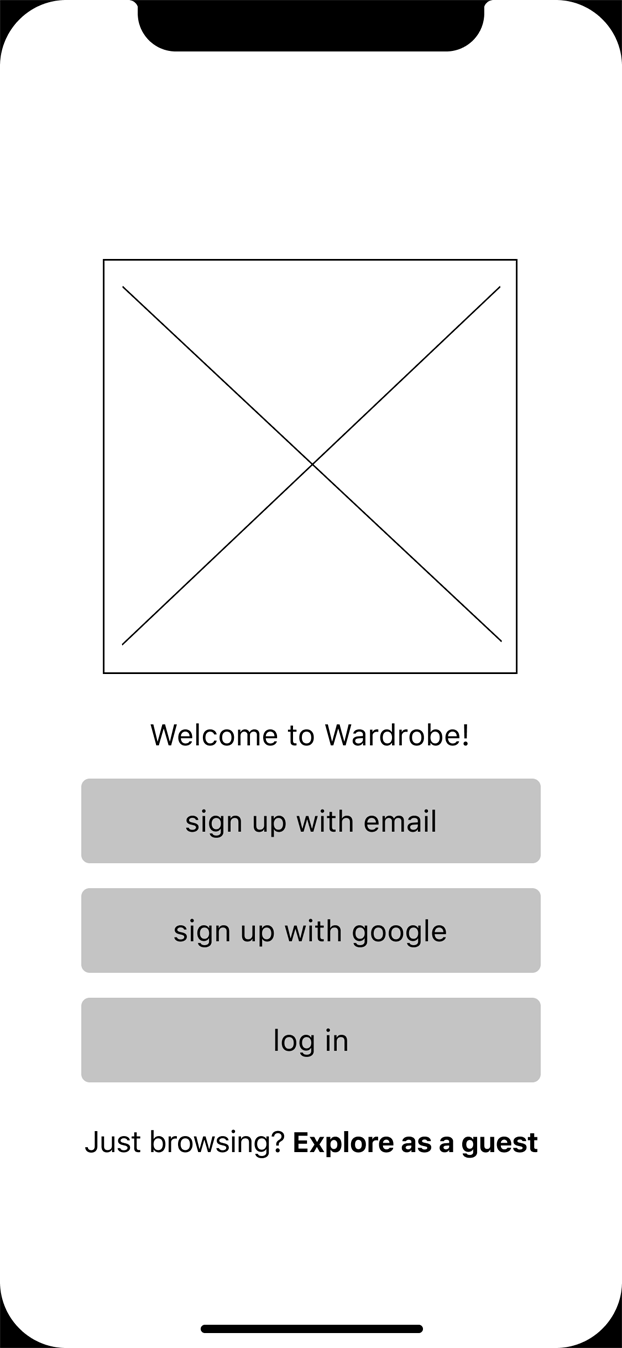 Welcome to Wardrobe!
sign up with email
sign up with google
log in
Just browsing? Explore as a guest